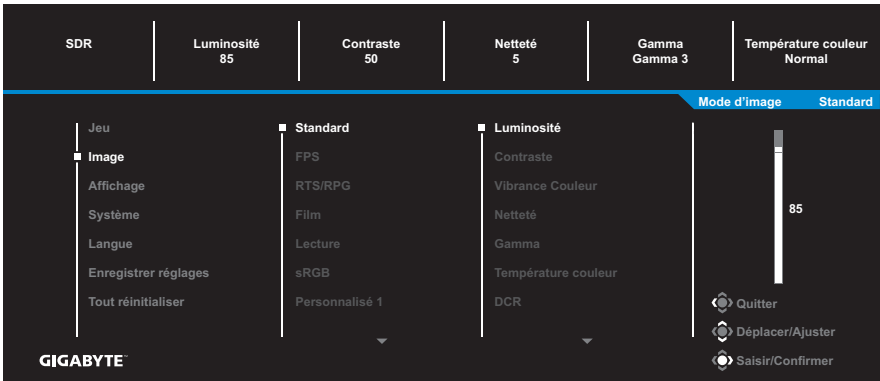 SDR
Luminosité
85
Contraste
50
Netteté
5
Gamma
Gamma 3
Température couleur
Normal
Mode d'image Standard
Jeu
Image
Affichage
Système
Langue
Enregistrer réglages
Tout réinitialiser
Standard
FPS
RTS/RPG
Film
Lecture
sRGB
Personnalisé 1
Luminosité
Contraste
Vibrance Couleur
Netteté
Gamma
Température couleur
DCR
85
Quitter
Déplacer/Ajuster
Saisir/Confirmer
GIGABYTE™